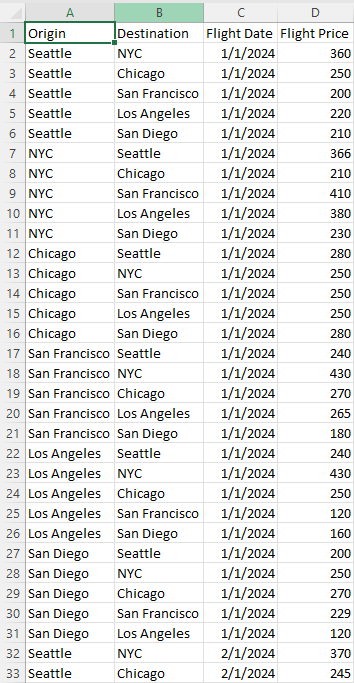 A B C D
1 Origin Destination Flight Date Flight Price
2 Seattle NYC 1/1/2024 360
3 Seattle Chicago 1/1/2024 250
4 Seattle San Francisco 1/1/2024 200
5 Seattle Los Angeles 1/1/2024 220
6 Seattle San Diego 1/1/2024 210
7 NYC Seattle 1/1/2024 366
8 NYC Chicago 1/1/2024 210
9 NYC San Francisco 1/1/2024 410
10 NYC Los Angeles 1/1/2024 380
11 NYC San Diego 1/1/2024 230
12 Chicago Seattle 1/1/2024 280
13 Chicago NYC 1/1/2024 250
14 Chicago San Francisco 1/1/2024 250
15 Chicago Los Angeles 1/1/2024 250
16 Chicago San Diego 1/1/2024 280
17 San Francisco Seattle 1/1/2024 240
18 San Francisco NYC 1/1/2024 430
19 San Francisco Chicago 1/1/2024 270
20 San Francisco Los Angeles 1/1/2024 265
21 San Francisco San Diego 1/1/2024 180
22 Los Angeles Seattle 1/1/2024 240
23 Los Angeles NYC 1/1/2024 430
24 Los Angeles Chicago 1/1/2024 250
25 Los Angeles San Francisco 1/1/2024 120
26 Los Angeles San Diego 1/1/2024 160
27 San Diego Seattle 1/1/2024 200
28 San Diego NYC 1/1/2024 250
29 San Diego Chicago 1/1/2024 270
30 San Diego San Francisco 1/1/2024 229
31 San Diego Los Angeles 1/1/2024 120
32 Seattle NYC 2/1/2024 370
33 Seattle Chicago 2/1/2024 245